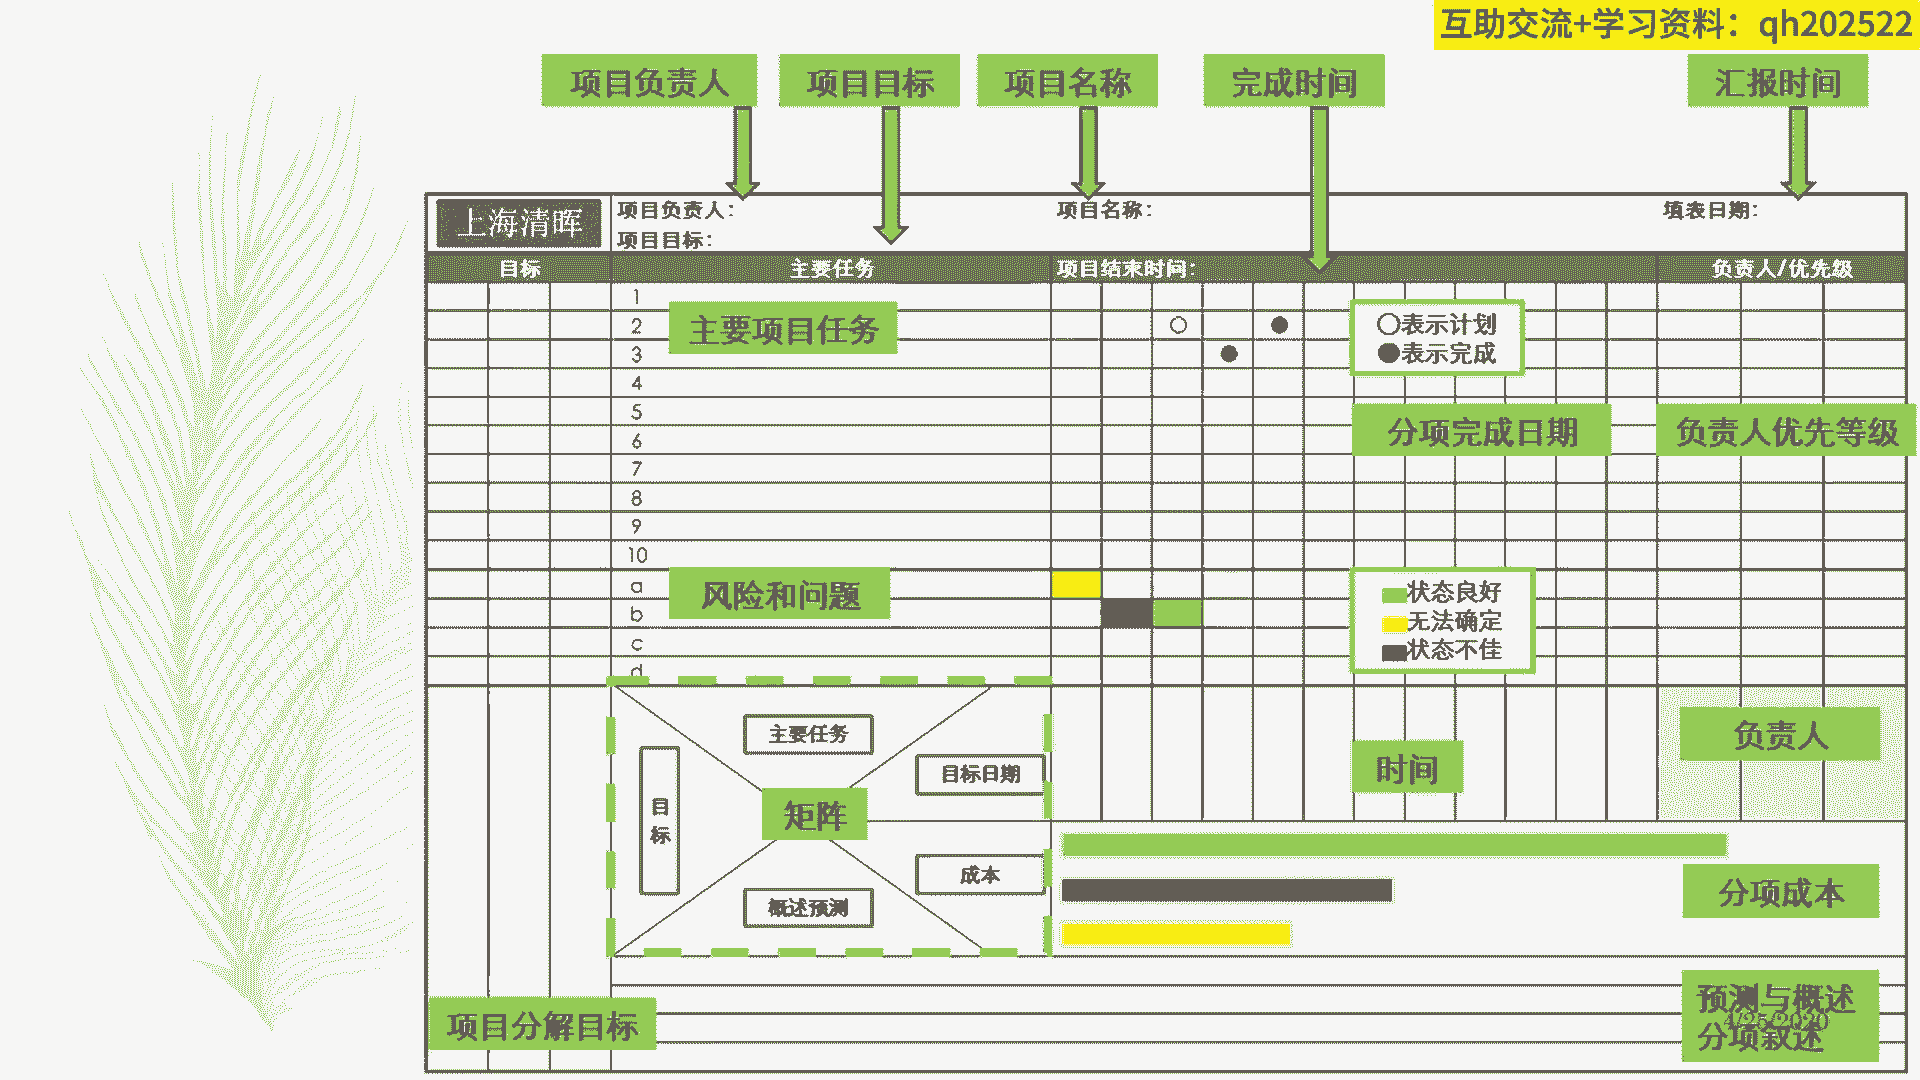 互助交流+学习资料：qh202522
项目负责人
项目目标
项目名称
完成时间
汇报时间
上海清晖
项目负责人：
项目名称：
填表日期：
项目目标：
目标
主要任务
项目结束时间：
负责人/优先级
1
2
3
4
5
6
7
8
9
10
a
b
c
d
主要项目任务
○表示计划
●表示完成
分项完成日期
负责人优先等级
风险和问题
状态良好
无法确定
状态不佳
主要任务
目标日期
目标
矩阵
成本
概述预测
时间
负责人
分项成本
项目分解目标
预测与概述
4/25/2020
分项叙述